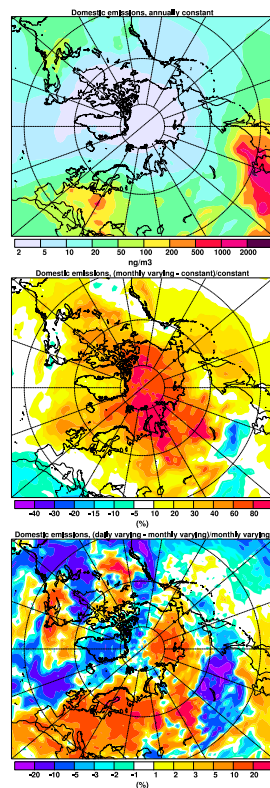 Domestic emissions, annually constant
2 5 10 20 50 100 200 500 1000 2000
ng/m3
Domestic emissions, (monthly varying - constant)/constant
-40 -30 -20 -15 -10 -5 5 10 20 30 40 60 80
(%)
Domestic emissions, (daily varying - monthly varying)/monthly varying
-20 -10 -5 -3 -2 -1 1 2 3 5 10 20
(%)